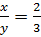 x/y = 2/3